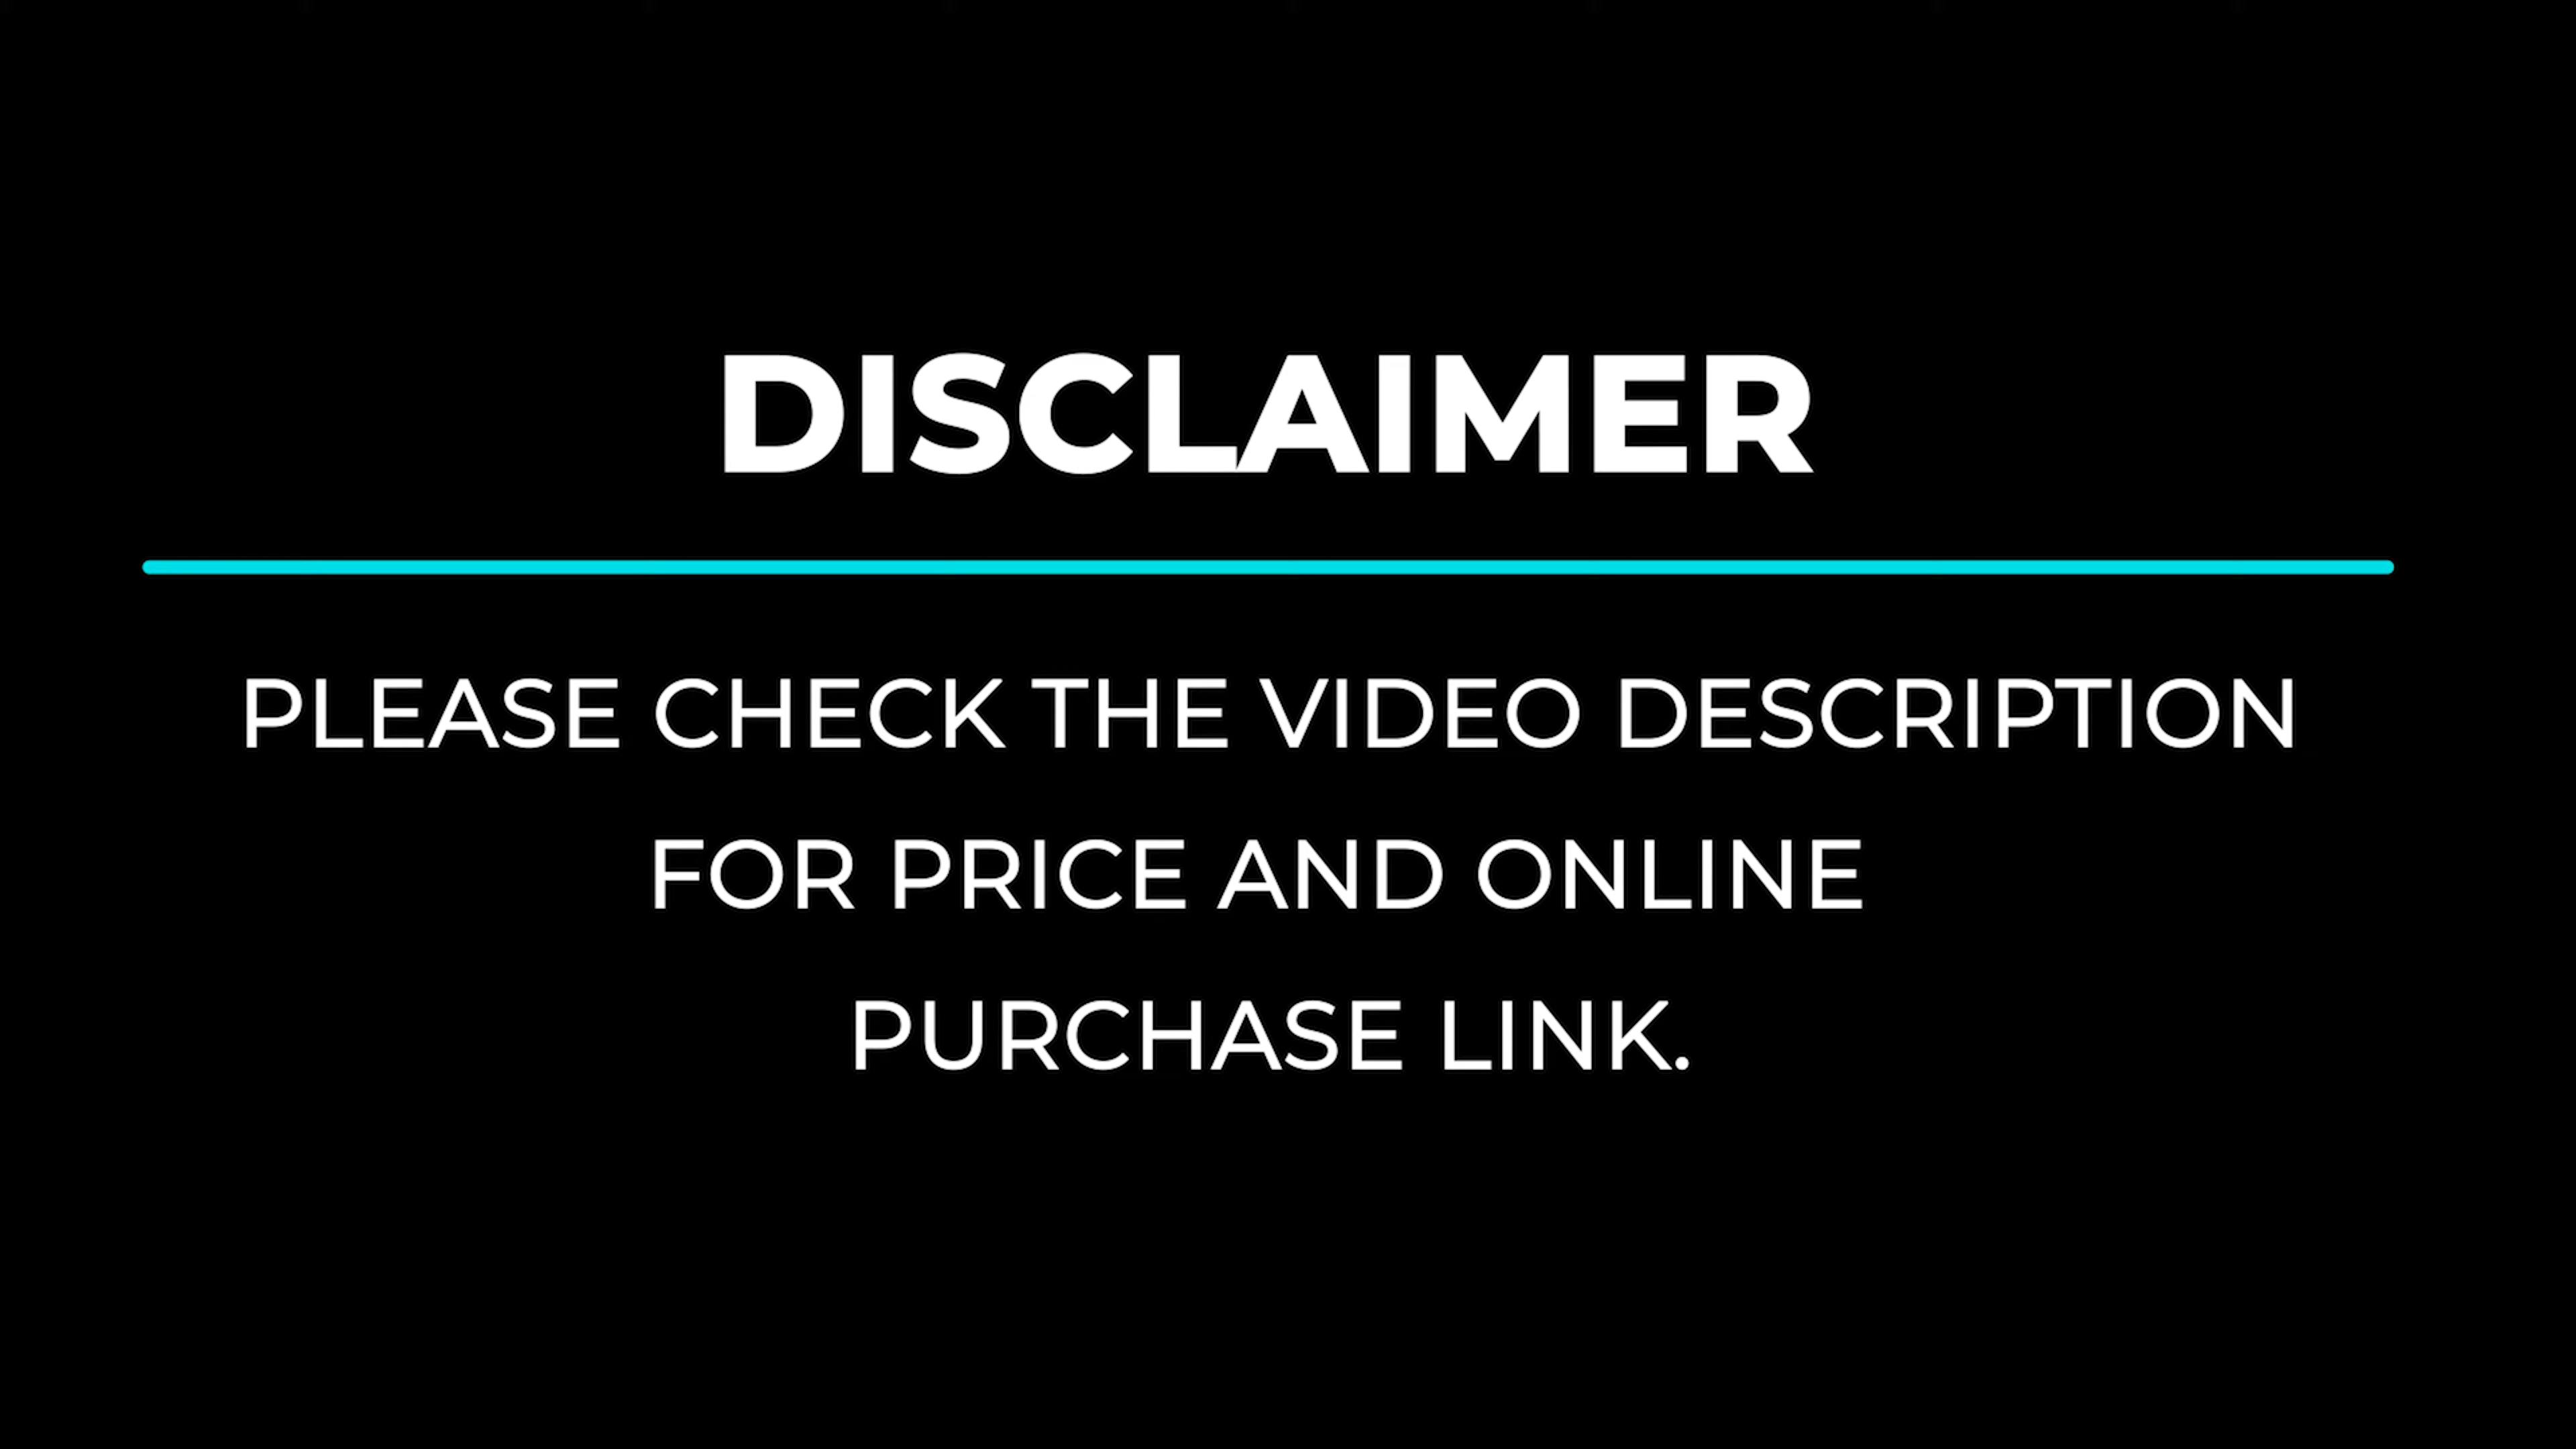 DISCLAIMER
PLEASE CHECK THE VIDEO DESCRIPTION
FOR PRICE AND ONLINE
PURCHASE LINK.